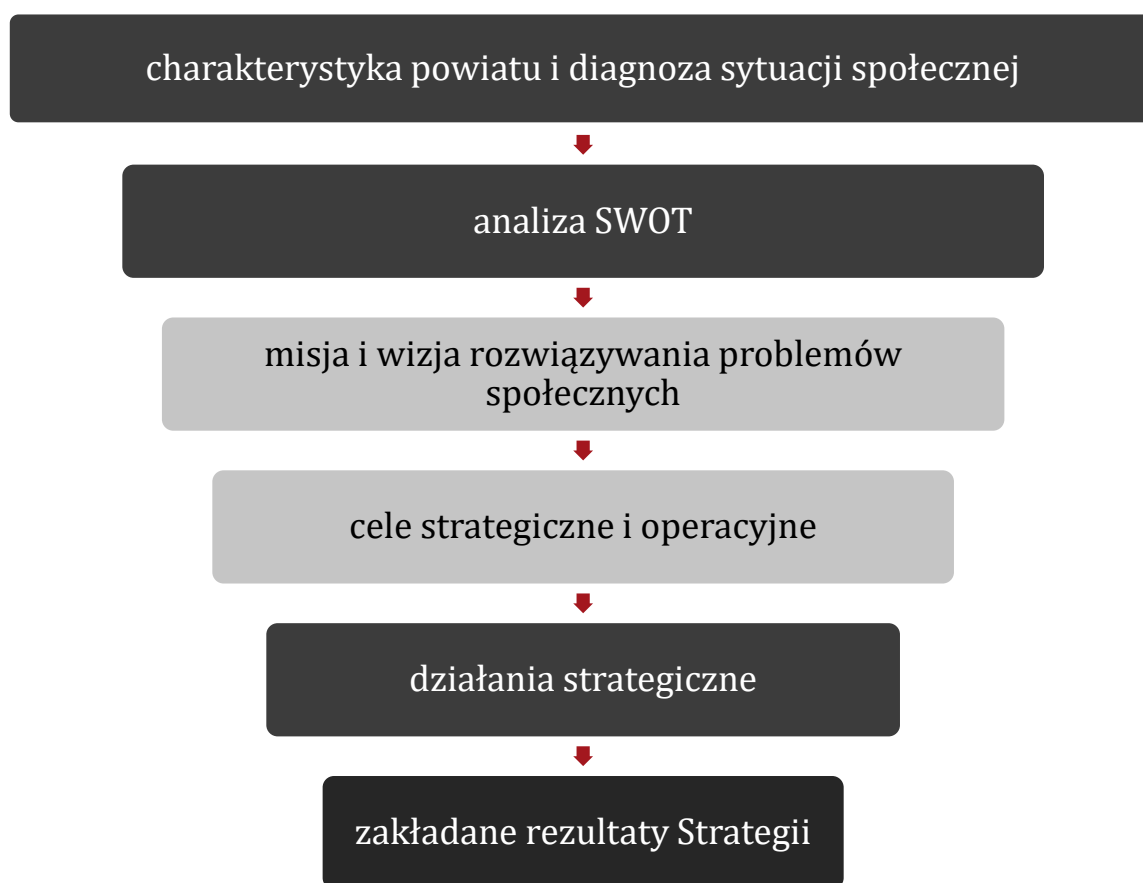 charakterystyka powiatu i diagnoza sytuacji społecznej
analiza SWOT
misja i wizja rozwiązywania problemów
społecznych
cele strategiczne i operacyjne
działania strategiczne
zakładane rezultaty Strategii